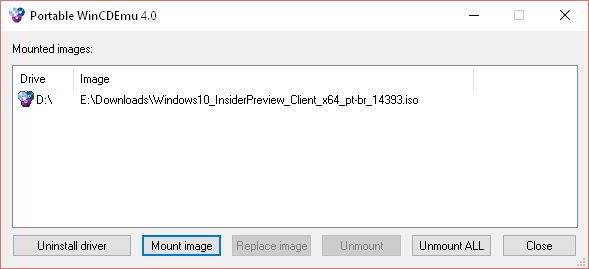 Portable WinCDEmu 4.0
Mounted images:
Drive Image
D:\ E:\Downloads\Windows10_InsiderPreview_Client_x64_pt-br_14393.iso
Uninstall driver Mount image Replace image Unmount Unmount ALL Close